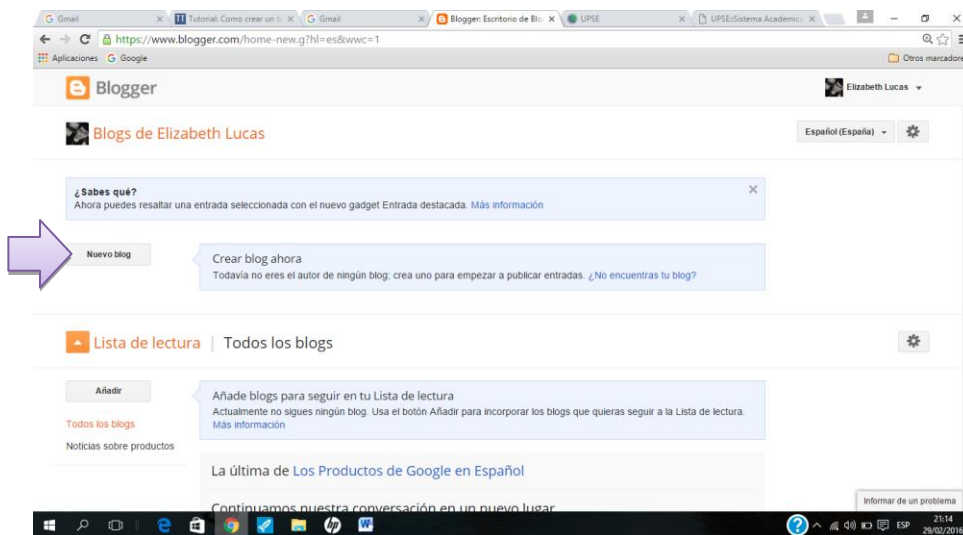 Gmail
Tutorial: Como crear un b
Gmail
Blogger: Escritorio de Blo
UPSE
UPSE::Sistema Academico
https://www.blogger.com/home-new.g?hl=es&wwc=1
Aplicaciones Google
Otros marcadore
Blogger
Elizabeth Lucas
Blogs de Elizabeth Lucas
Español (España)
¿Sabes qué?
Ahora puedes resaltar una entrada seleccionada con el nuevo gadget Entrada destacada. Más información
Nuevo blog
Crear blog ahora
Todavía no eres el autor de ningún blog; crea uno para empezar a publicar entradas. ¿No encuentras tu blog?
Lista de lectura | Todos los blogs
Añadir
Añade blogs para seguir en tu Lista de lectura
Actualmente no sigues ningún blog. Usa el botón Añadir para incorporar los blogs que quieras seguir a la Lista de lectura.
Más información
Todos los blogs
Noticias sobre productos
La última de Los Productos de Google en Español
Continuamos nuestra conversación en un nuevo lugar
Informar de un problema
ESP
21:14
29/02/2016